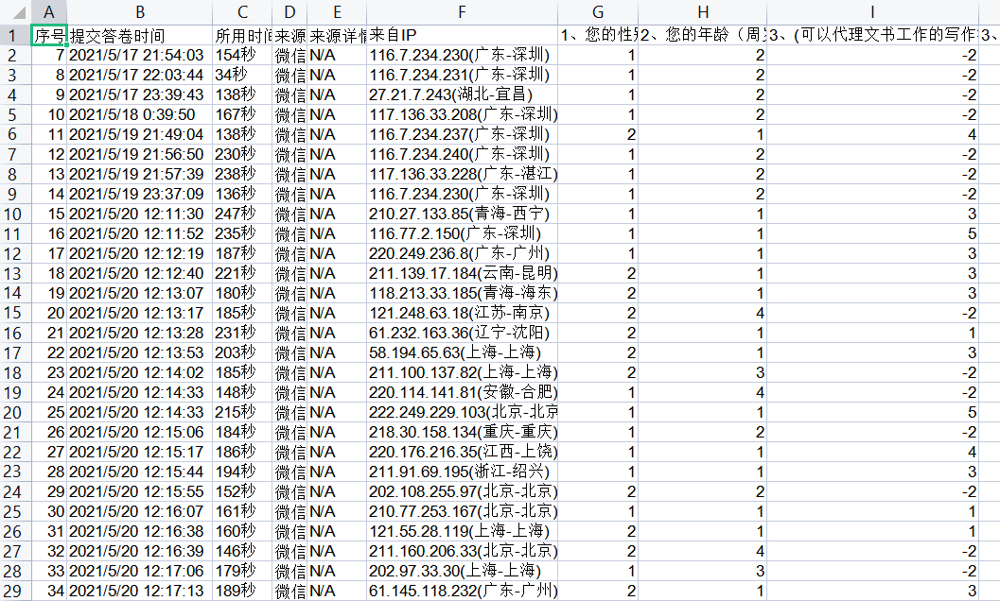 A B C D E F G H I
1 序号 提交答卷时间 所用时间 来源 来源详情 来自IP 1、您的性别 2、您的年龄（周岁 3、(可以代理文书工作的写作 3、
2 7 2021/5/17 21:54:03 154秒 微信 N/A 116.7.234.230(广东-深圳) 1 2 -2
3 8 2021/5/17 22:03:44 34秒 微信 N/A 116.7.234.231(广东-深圳) 1 2 -2
4 9 2021/5/17 23:39:43 138秒 微信 N/A 27.21.7.243(湖北-宜昌) 1 2 -2
5 10 2021/5/18 0:39:50 167秒 微信 N/A 117.136.33.208(广东-深圳) 1 2 -2
6 11 2021/5/19 21:49:04 138秒 微信 N/A 116.7.234.237(广东-深圳) 2 1 4
7 12 2021/5/19 21:56:50 230秒 微信 N/A 116.7.234.240(广东-深圳) 1 2 -2
8 13 2021/5/19 21:57:39 238秒 微信 N/A 117.136.33.228(广东-湛江) 1 2 -2
9 14 2021/5/19 23:37:09 136秒 微信 N/A 116.7.234.230(广东-深圳) 1 2 -2
10 15 2021/5/20 12:11:30 247秒 微信 N/A 210.27.133.85(青海-西宁) 1 1 3
11 16 2021/5/20 12:11:52 235秒 微信 N/A 116.77.2.150(广东-深圳) 1 1 5
12 17 2021/5/20 12:12:19 187秒 微信 N/A 220.249.236.8(广东-广州) 1 1 3
13 18 2021/5/20 12:12:40 221秒 微信 N/A 211.139.17.184(云南-昆明) 2 1 3
14 19 2021/5/20 12:13:07 180秒 微信 N/A 118.213.33.185(青海-海东) 2 1 3
15 20 2021/5/20 12:13:17 185秒 微信 N/A 121.248.63.18(江苏-南京) 2 4 -2
16 21 2021/5/20 12:13:28 231秒 微信 N/A 61.232.163.36(辽宁-沈阳) 2 1 1
17 22 2021/5/20 12:13:53 203秒 微信 N/A 58.194.65.63(上海-上海) 2 1 3
18 23 2021/5/20 12:14:02 185秒 微信 N/A 211.100.137.82(上海-上海) 2 3 -2
19 24 2021/5/20 12:14:33 148秒 微信 N/A 220.114.141.81(安徽-合肥) 1 4 -2
20 25 2021/5/20 12:14:33 215秒 微信 N/A 222.249.229.103(北京-北京 1 1 5
21 26 2021/5/20 12:15:06 184秒 微信 N/A 218.30.158.134(重庆-重庆) 1 2 -2
22 27 2021/5/20 12:15:17 186秒 微信 N/A 220.176.216.35(江西-上饶) 1 1 4
23 28 2021/5/20 12:15:44 194秒 微信 N/A 211.91.69.195(浙江-绍兴) 1 1 3
24 29 2021/5/20 12:15:55 152秒 微信 N/A 202.108.255.97(北京-北京) 2 2 -2
25 30 2021/5/20 12:16:07 161秒 微信 N/A 210.77.253.167(北京-北京) 1 1 1
26 31 2021/5/20 12:16:38 160秒 微信 N/A 121.55.28.119(上海-上海) 2 1 1
27 32 2021/5/20 12:16:39 146秒 微信 N/A 211.160.206.33(北京-北京) 2 4 -2
28 33 2021/5/20 12:17:06 179秒 微信 N/A 202.97.33.30(上海-上海) 1 3 -2
29 34 2021/5/20 12:17:13 189秒 微信 N/A 61.145.118.232(广东-广州) 2 1 3